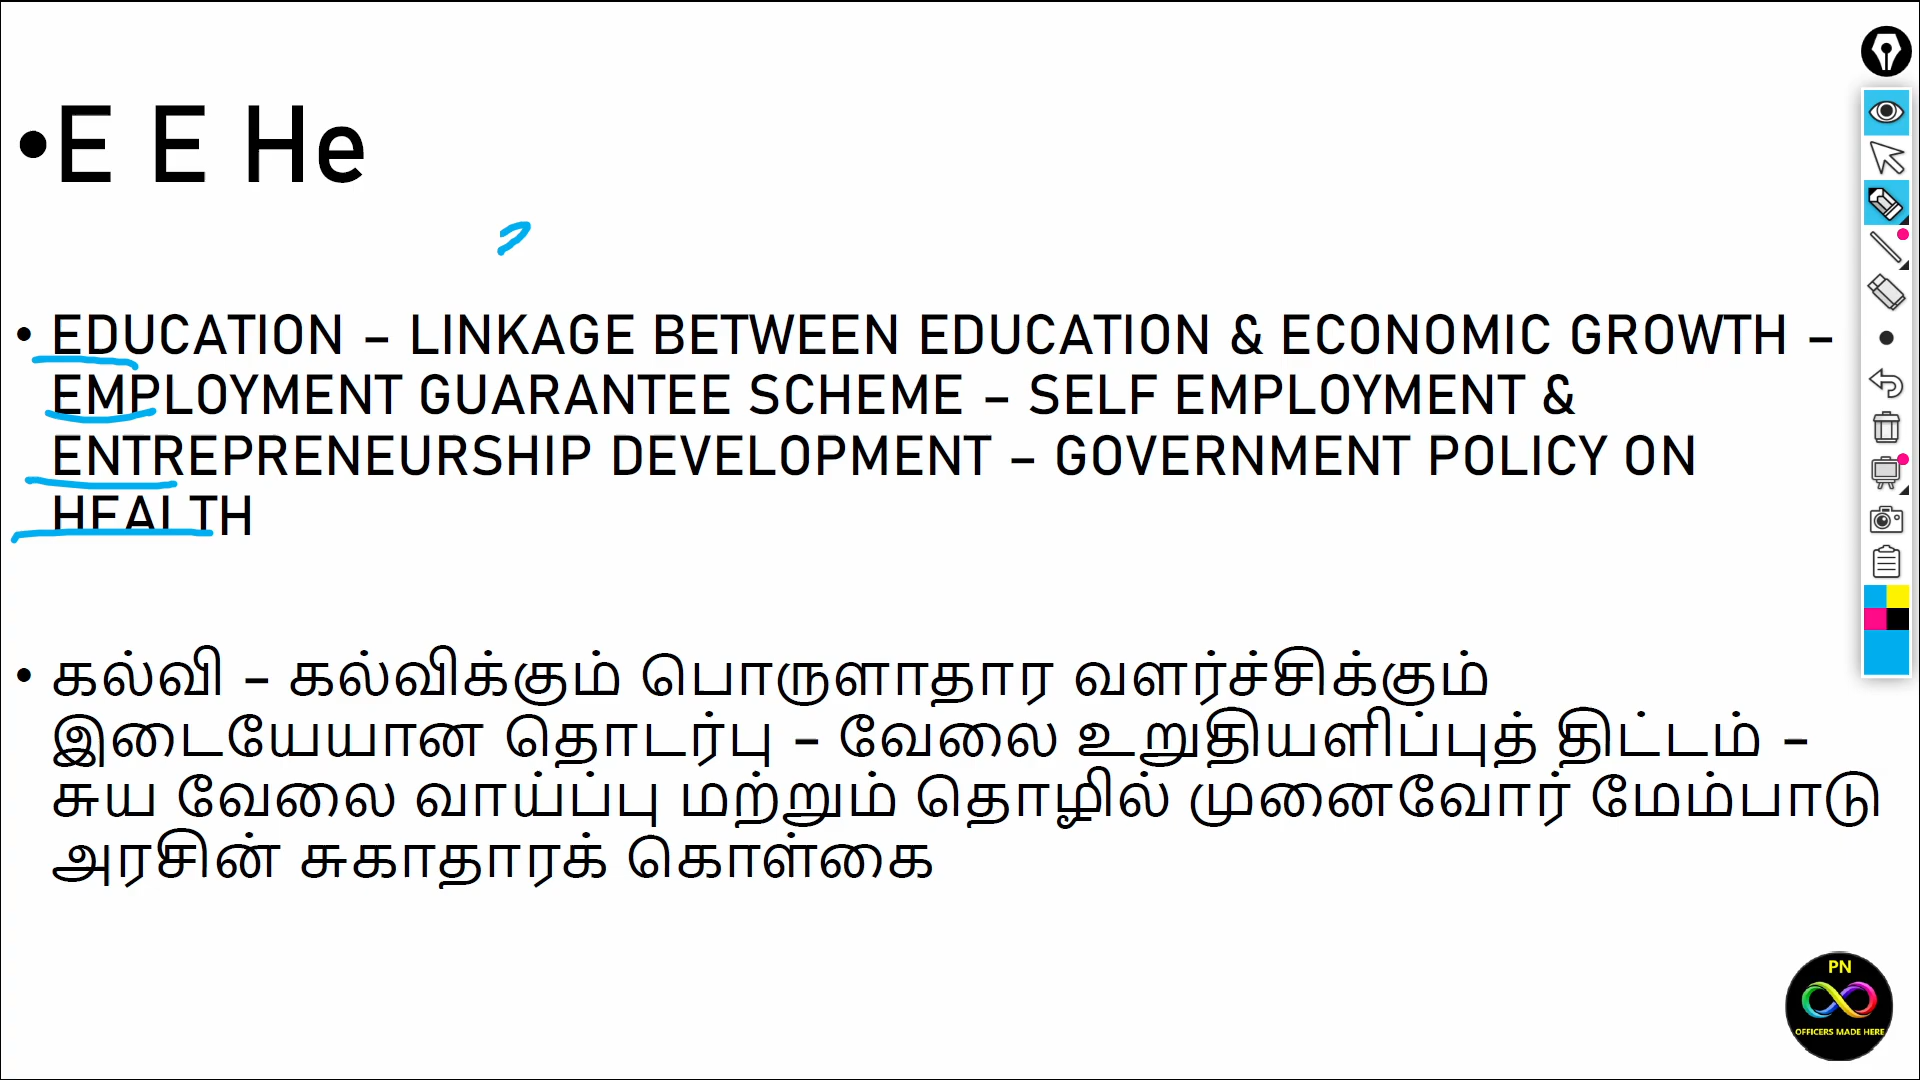 •E E He
• EDUCATION – LINKAGE BETWEEN EDUCATION & ECONOMIC GROWTH –
EMPLOYMENT GUARANTEE SCHEME – SELF EMPLOYMENT &
ENTREPRENEURSHIP DEVELOPMENT – GOVERNMENT POLICY ON
HEALTH
• கல்வி – கல்விக்கும் பொருளாதார வளர்ச்சிக்கும்
இடையேயான தொடர்பு – வேலை உறுதியளிப்புத் திட்டம் –
சுய வேலை வாய்ப்பு மற்றும் தொழில் முனைவோர் மேம்பாடு
அரசின் சுகாதாரக் கொள்கை
PN
OFFICERS MADE HERE